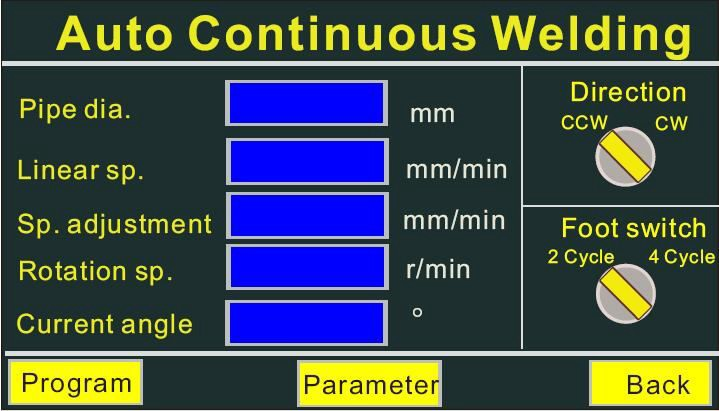 Auto Continuous Welding
Pipe dia. mm
Linear sp. mm/min
Sp. adjustment mm/min
Rotation sp. r/min
Current angle °
Direction
CCW CW
Foot switch
2 Cycle 4 Cycle
Program Parameter Back